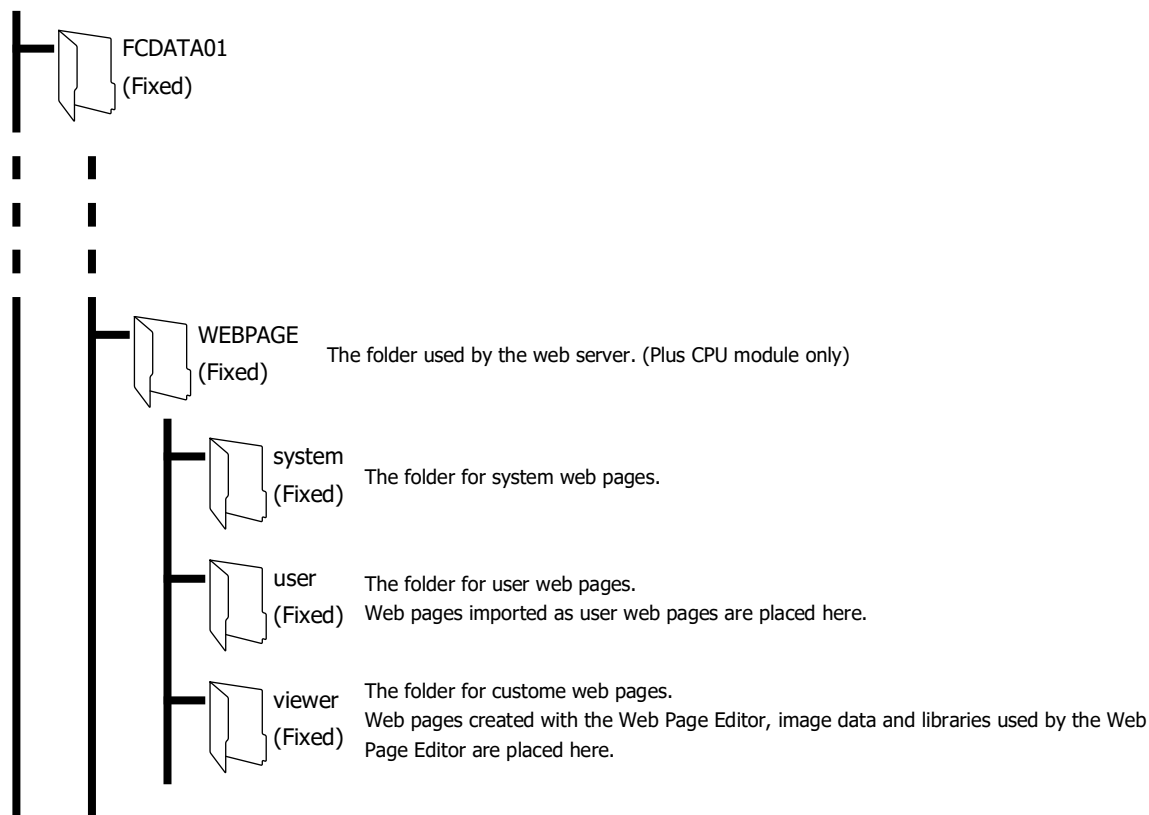 FCDATA01
(Fixed)
WEBPAGE
(Fixed)
The folder used by the web server. (Plus CPU module only)
system
(Fixed)
The folder for system web pages.
user
(Fixed)
The folder for user web pages.
Web pages imported as user web pages are placed here.
viewer
(Fixed)
The folder for custome web pages.
Web pages created with the Web Page Editor, image data and libraries used by the Web
Page Editor are placed here.